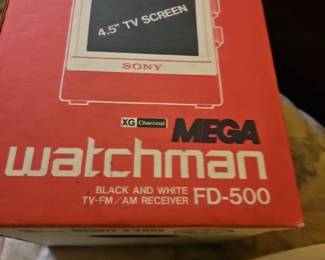 4.5" TV SCREEN
SONY
XG Charcoal MEGA
watchman
BLACK AND WHITE
TV-FM/AM RECEIVER FD-500